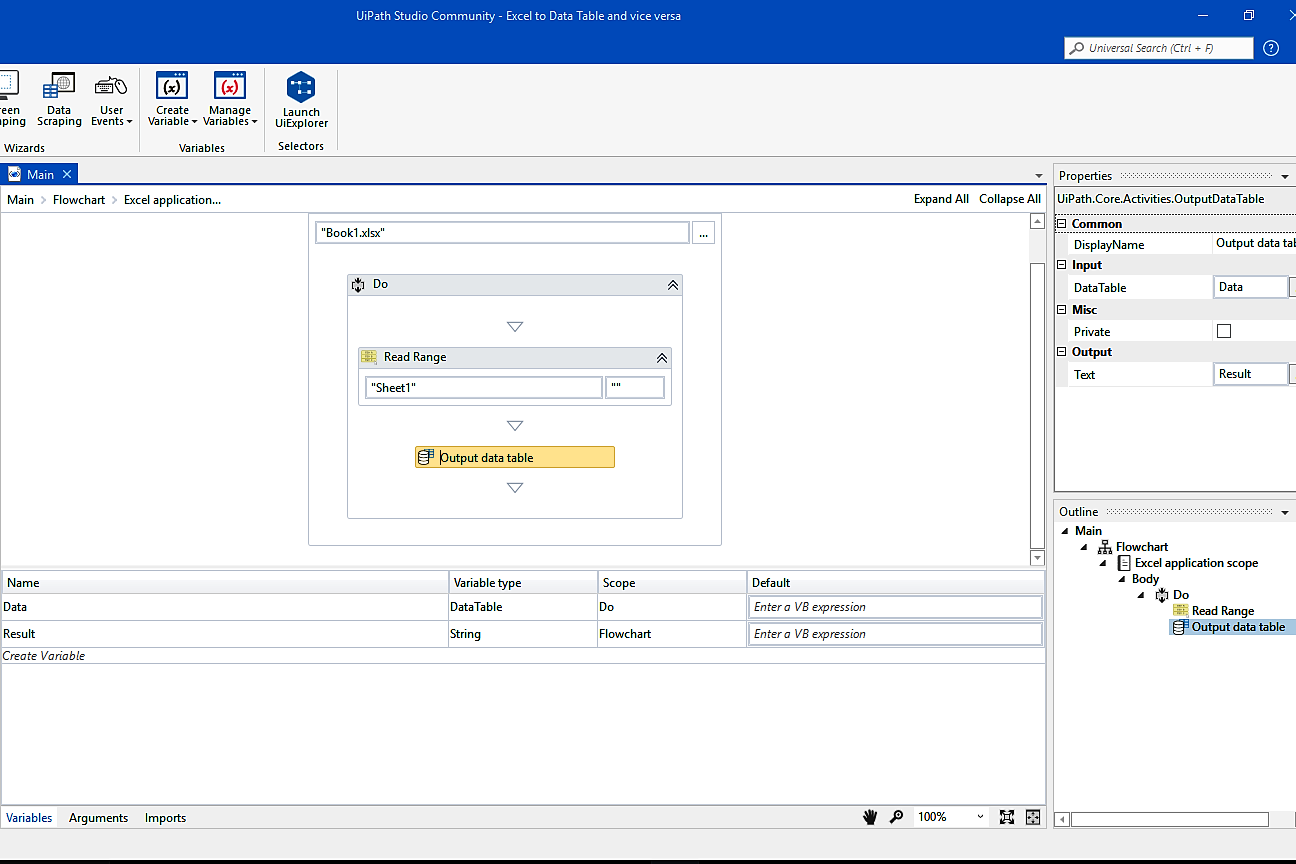 UiPath Studio Community - Excel to Data Table and vice versa
Universal Search (Ctrl + F)
?
Data Scraping
User Events
Create Variable
Manage Variables
Launch UiExplorer
Wizards
Variables
Selectors
Main
Main > Flowchart > Excel application...
Expand All Collapse All
"Book1.xlsx" ...
Do
Read Range
"Sheet1" ""
Output data table
Name Variable type Scope Default
Data DataTable Do Enter a VB expression
Result String Flowchart Enter a VB expression
Create Variable
Variables Arguments Imports
100%
Properties
UiPath.Core.Activities.OutputDataTable
Common
DisplayName Output data tab
Input
DataTable Data
Misc
Private
Output
Text Result
Outline
Main
Flowchart
Excel application scope
Body
Do
Read Range
Output data table